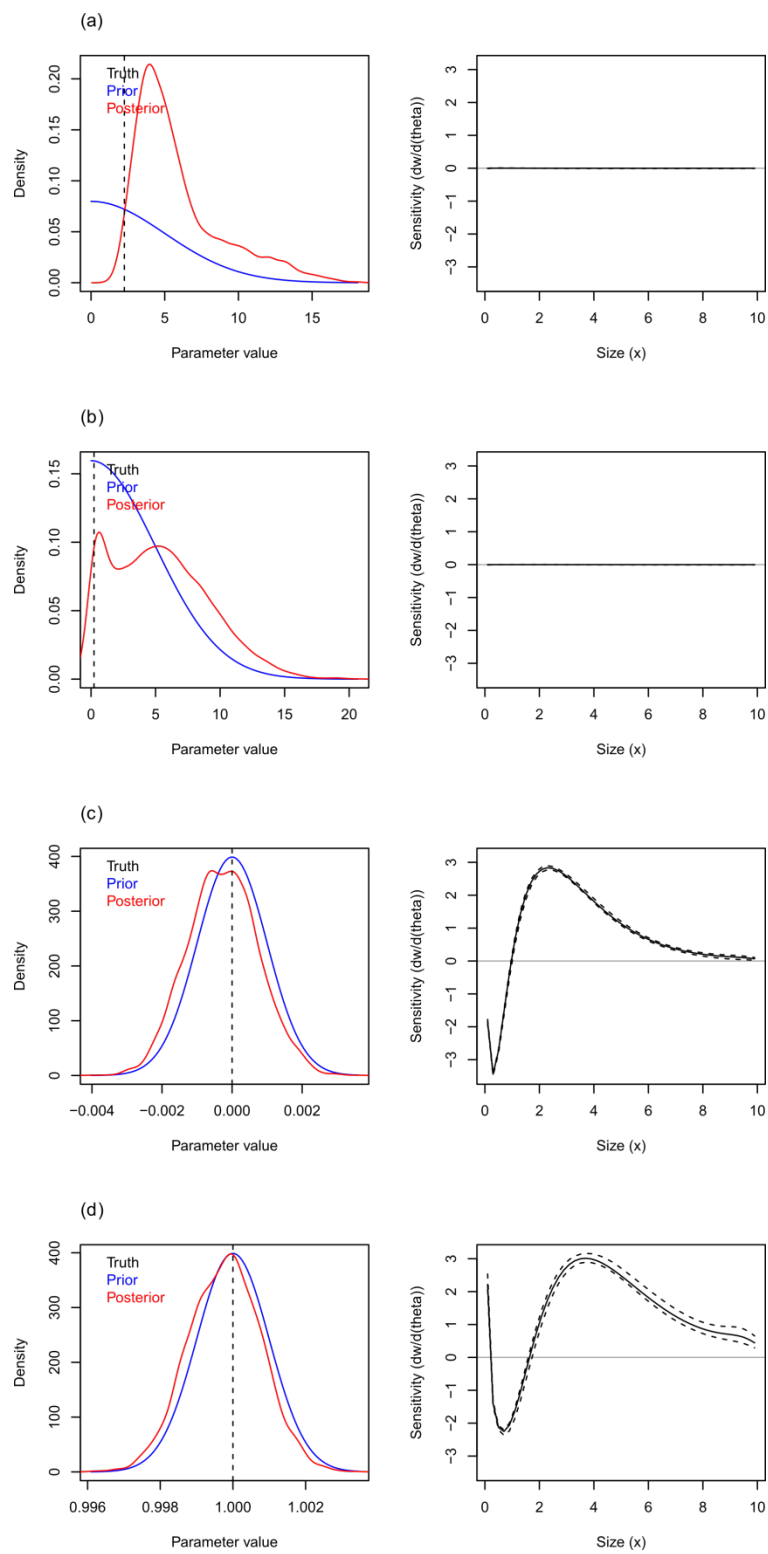 (a)
Truth
Prior
Posterior
0.00 0.05 0.10 0.15 0.20
Density
0 5 10 15
Parameter value
−3 −2 −1 0 1 2 3
Sensitivity (dw/d(theta))
0 2 4 6 8 10
Size (x)
(b)
Truth
Prior
Posterior
0.00 0.05 0.10 0.15
Density
0 5 10 15 20
Parameter value
−3 −2 −1 0 1 2 3
Sensitivity (dw/d(theta))
0 2 4 6 8 10
Size (x)
(c)
Truth
Prior
Posterior
0 100 200 300 400
Density
−0.004 −0.002 0.000 0.002
Parameter value
−3 −2 −1 0 1 2 3
Sensitivity (dw/d(theta))
0 2 4 6 8 10
Size (x)
(d)
Truth
Prior
Posterior
0 100 200 300 400
Density
0.996 0.998 1.000 1.002
Parameter value
−3 −2 −1 0 1 2 3
Sensitivity (dw/d(theta))
0 2 4 6 8 10
Size (x)